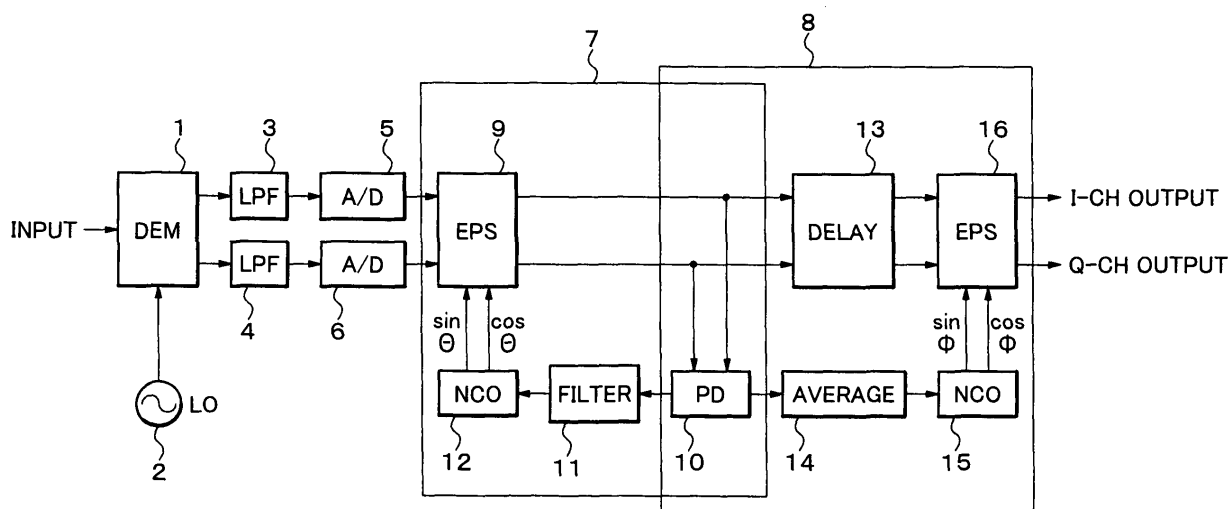 7
8
1
3
5
9
13
16
INPUT
DEM
LPF
A/D
EPS
DELAY
EPS
I-CH OUTPUT
LPF
A/D
Q-CH OUTPUT
4
6
sin Θ
cos Θ
sin Φ
cos Φ
LO
2
NCO
FILTER
PD
AVERAGE
NCO
12
11
10
14
15